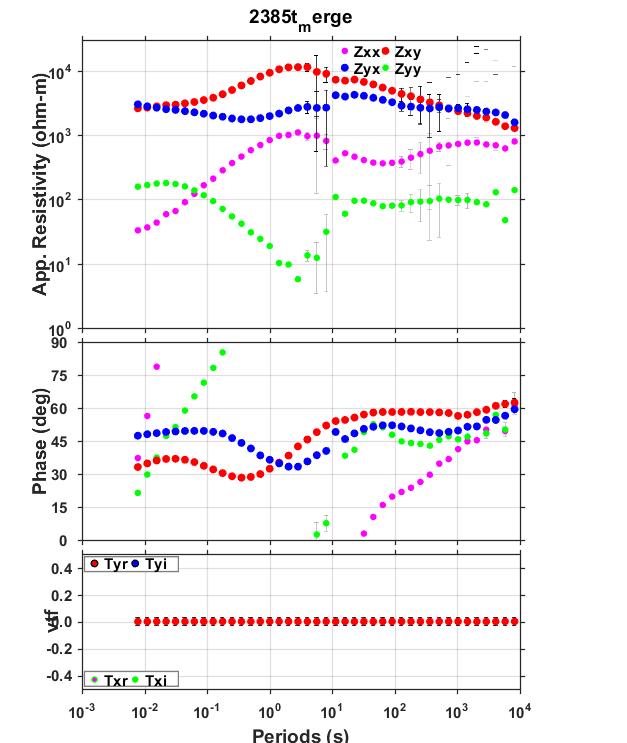 2385t_merge
Zxx Zxy
Zyx Zyy
App. Resistivity (ohm-m)
10^4
10^3
10^2
10^1
10^0
Phase (deg)
90
75
60
45
30
15
0
Tyr Tyi
vtf
0.4
0.2
0.0
-0.2
-0.4
Txr Txi
10^-3 10^-2 10^-1 10^0 10^1 10^2 10^3 10^4
Periods (s)